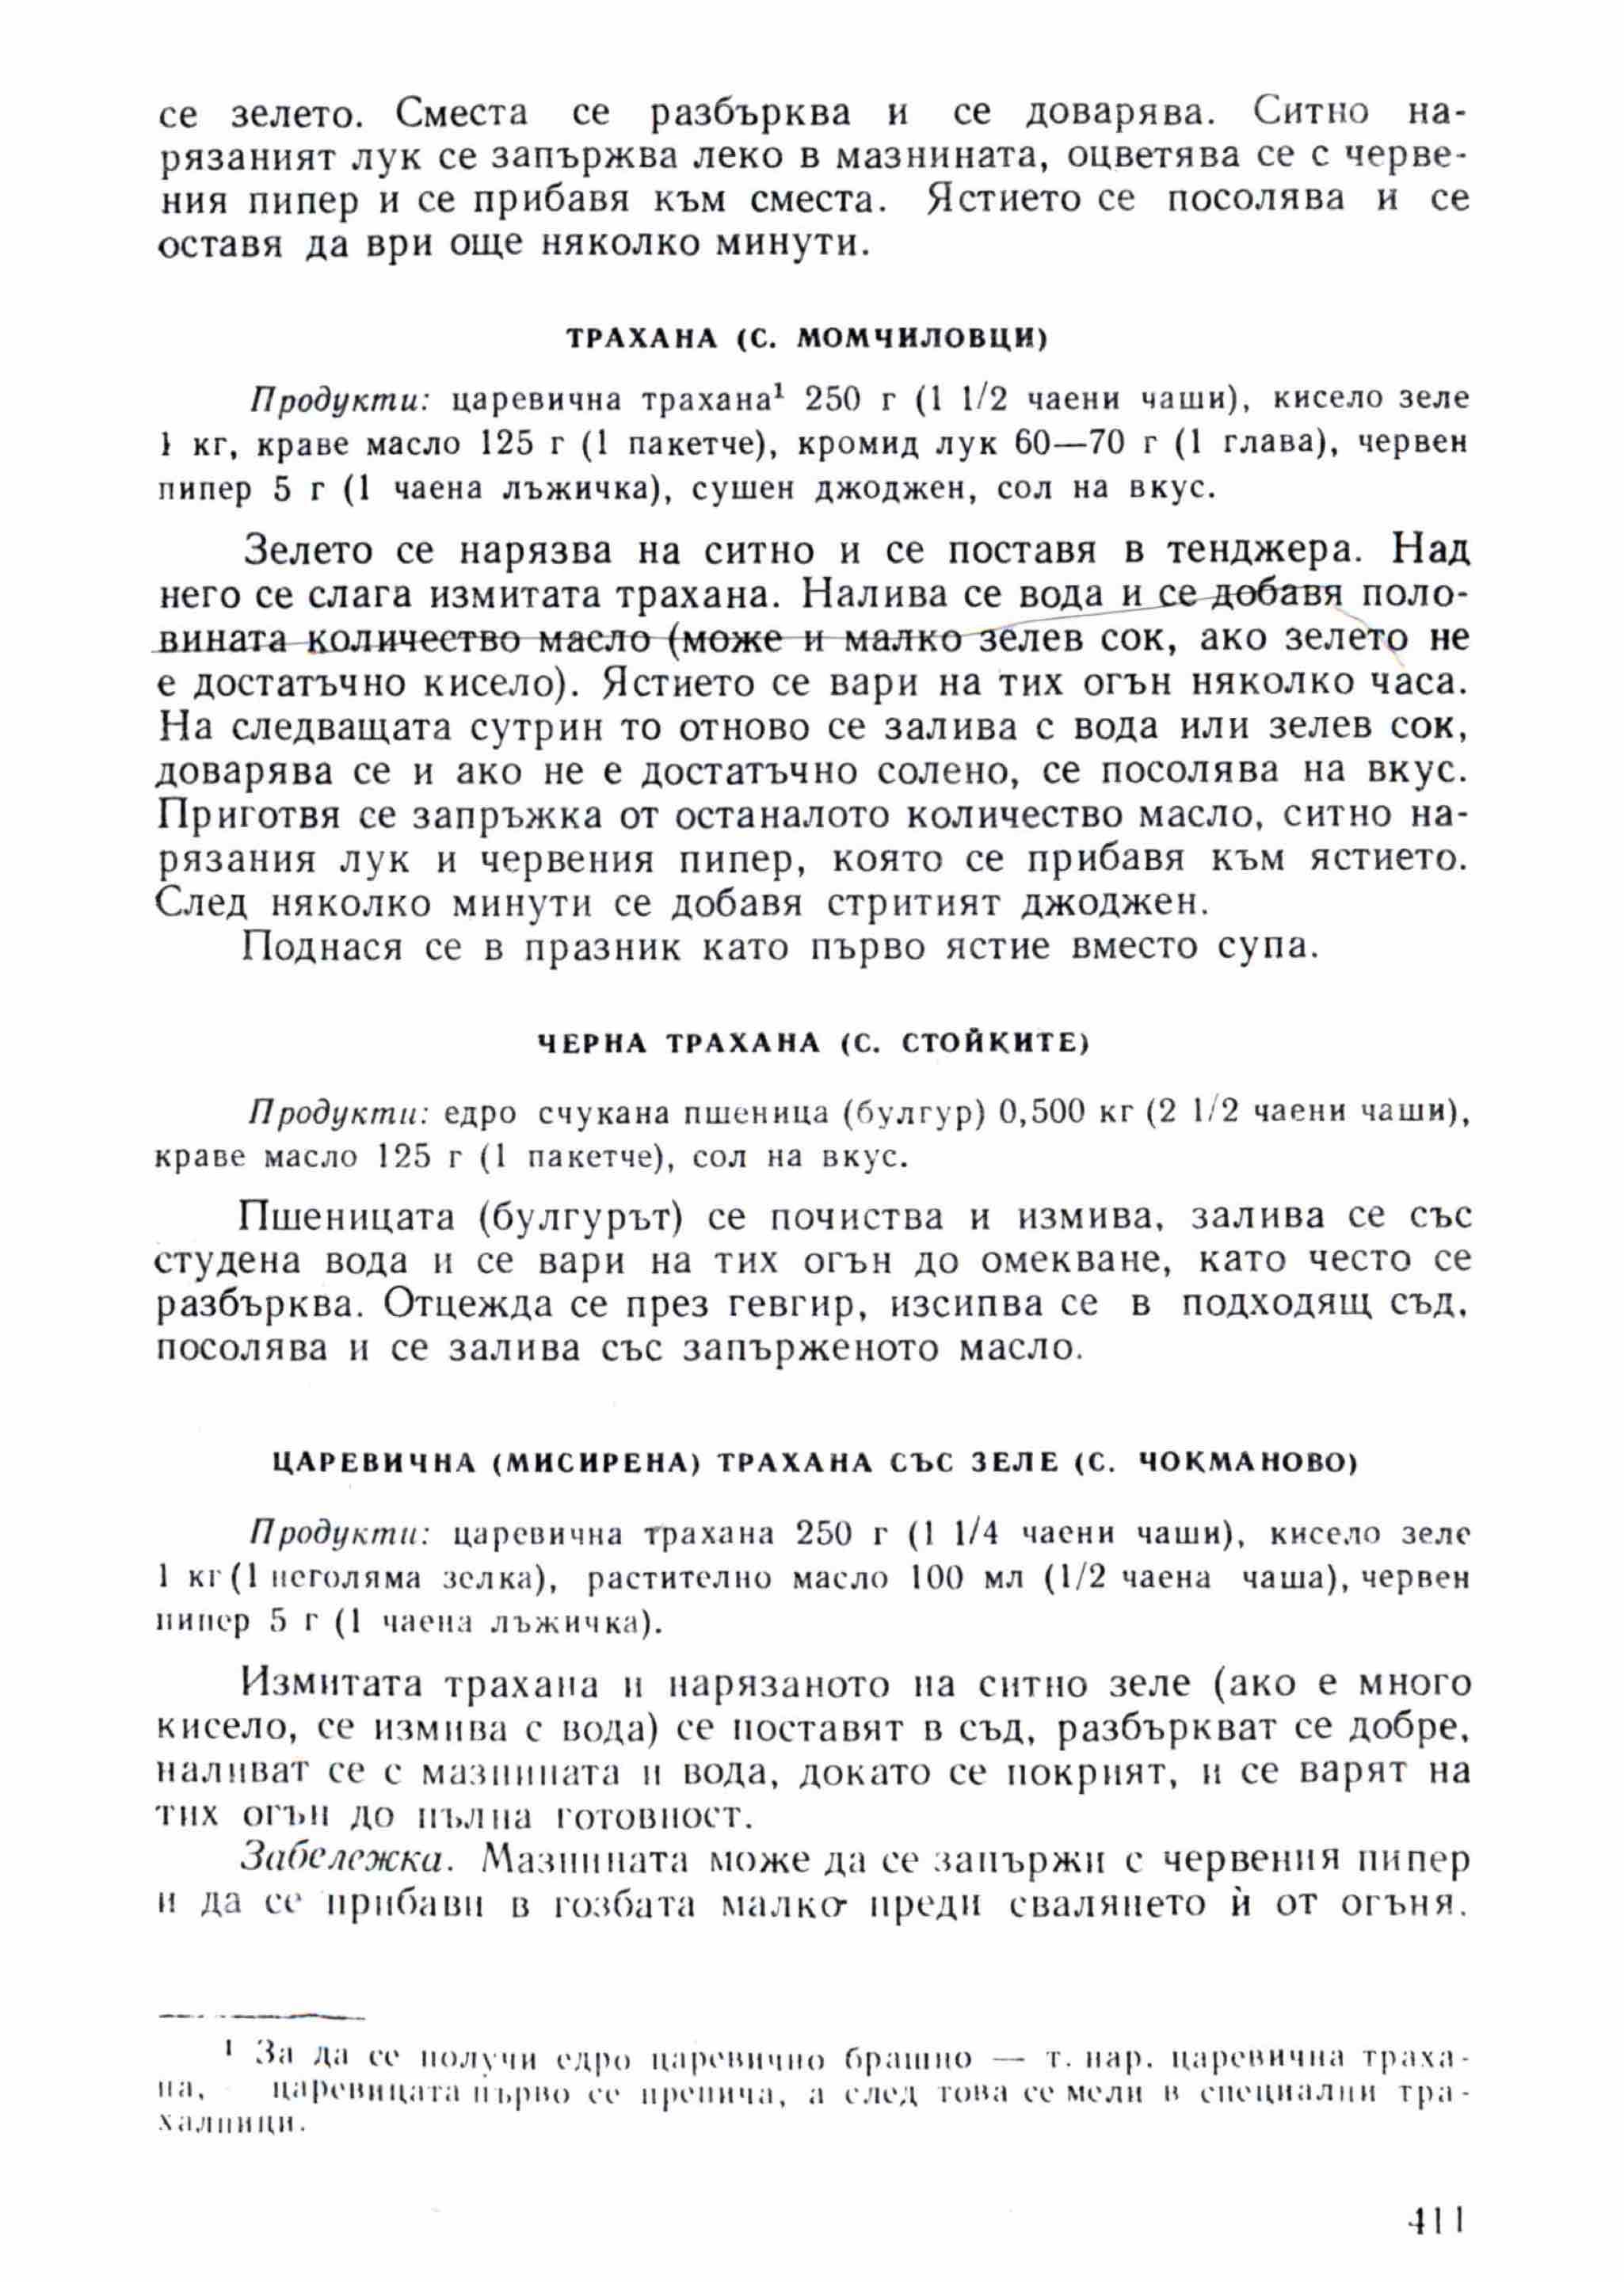 се зелето. Сместа се разбърква и се доварява. Ситно на-
рязаният лук се запържва леко в мазнината, оцветява се с черве-
ния пипер и се прибавя към сместа. Ястието се посолява и се
оставя да ври още няколко минути.
ТРАХАНА (С. МОМЧИЛОВЦИ)
Продукти: царевична трахана¹ 250 г (1 1/2 чаени чаши), кисело зеле
1 кг, краве масло 125 г (1 пакетче), кромид лук 60—70 г (1 глава), червен
пипер 5 г (1 чаена лъжичка), сушен джоджен, сол на вкус.
Зелето се нарязва на ситно и се поставя в тенджера. Над
него се слага измитата трахана. Налива се вода и се добавя поло-
вината количество масло (може и малко зелев сок, ако зелето не
е достатъчно кисело). Ястието се вари на тих огън няколко часа.
На следващата сутрин то отново се залива с вода или зелев сок,
доварява се и ако не е достатъчно солено, се посолява на вкус.
Приготвя се запръжка от останалото количество масло, ситно на-
рязания лук и червения пипер, която се прибавя към ястието.
След няколко минути се добавя стритият джоджен.
Поднася се в празник като първо ястие вместо супа.
ЧЕРНА ТРАХАНА (С. СТОЙКИТЕ)
Продукти: едро счукана пшеница (булгур) 0,500 кг (2 1/2 чаени чаши),
краве масло 125 г (1 пакетче), сол на вкус.
Пшеницата (булгурът) се почиства и измива, залива се със
студена вода и се вари на тих огън до омекване, като често се
разбърква. Отцежда се през гевгир, изсипва се в подходящ съд,
посолява и се залива със запърженото масло.
ЦАРЕВИЧНА (МИСИРЕНА) ТРАХАНА СЪС ЗЕЛЕ (С. ЧОКМАНОВО)
Продукти: царевична трахана 250 г (1 1/4 чаени чаши), кисело зеле
1 кг (1 неголяма зелка), растително масло 100 мл (1/2 чаена чаша), червен
пипер 5 г (1 чаена лъжичка).
Измитата трахана и нарязаното на ситно зеле (ако е много
кисело, се измива с вода) се поставят в съд, разбъркват се добре,
наливат се с мазнината и вода, докато се покрият, и се варят на
тих огън до пълна готовност.
Забележка. Мазнината може да се запържи с червения пипер
и да се прибави в гозбата малко преди свалянето ѝ от огъня.
¹ За да се получи едро царевично брашно — т. нар. царевична траха-
на, царевицата първо се препича, а след това се мели в специални тра-
халници.
411